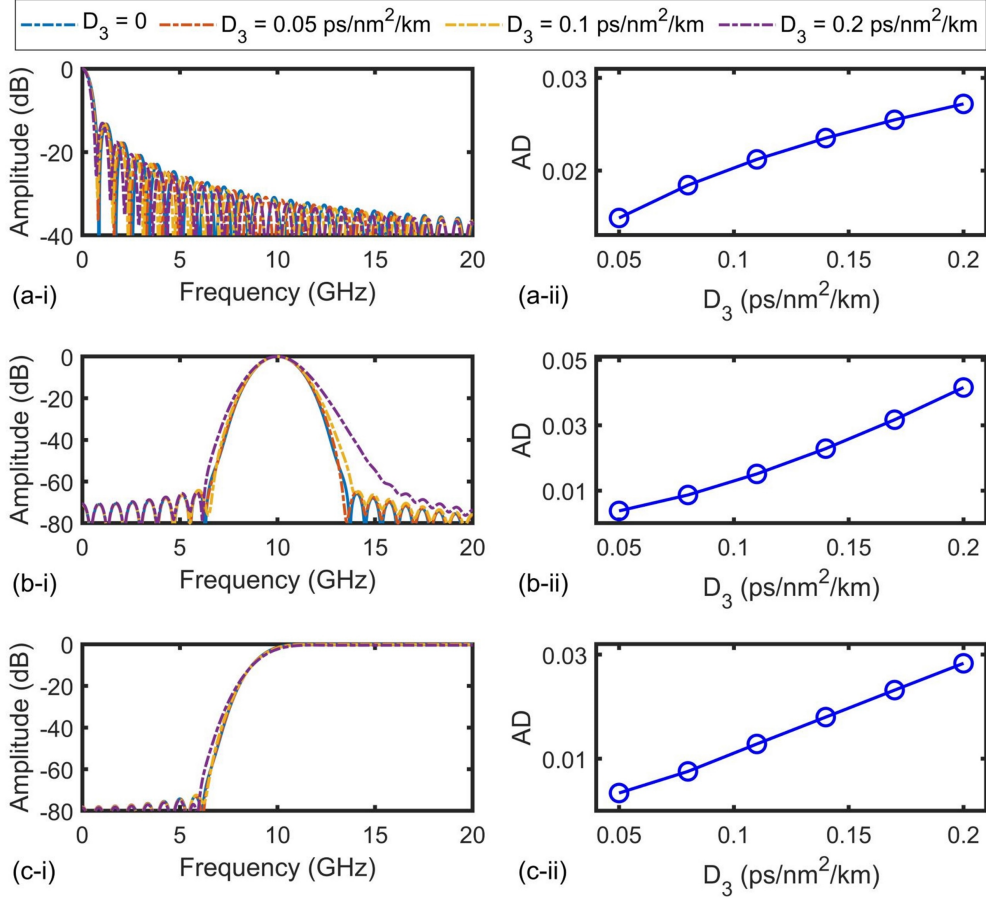 D3 = 0 D3 = 0.05 ps/nm²/km D3 = 0.1 ps/nm²/km D3 = 0.2 ps/nm²/km
0
-20
-40
Amplitude (dB)
0 5 10 15 20
Frequency (GHz)
(a-i)
0.03
0.02
AD
0.05 0.1 0.15 0.2
D3 (ps/nm²/km)
(a-ii)
0
-20
-40
-60
-80
Amplitude (dB)
0 5 10 15 20
Frequency (GHz)
(b-i)
0.05
0.03
0.01
AD
0.05 0.1 0.15 0.2
D3 (ps/nm²/km)
(b-ii)
0
-20
-40
-60
-80
Amplitude (dB)
0 5 10 15 20
Frequency (GHz)
(c-i)
0.03
0.01
AD
0.05 0.1 0.15 0.2
D3 (ps/nm²/km)
(c-ii)